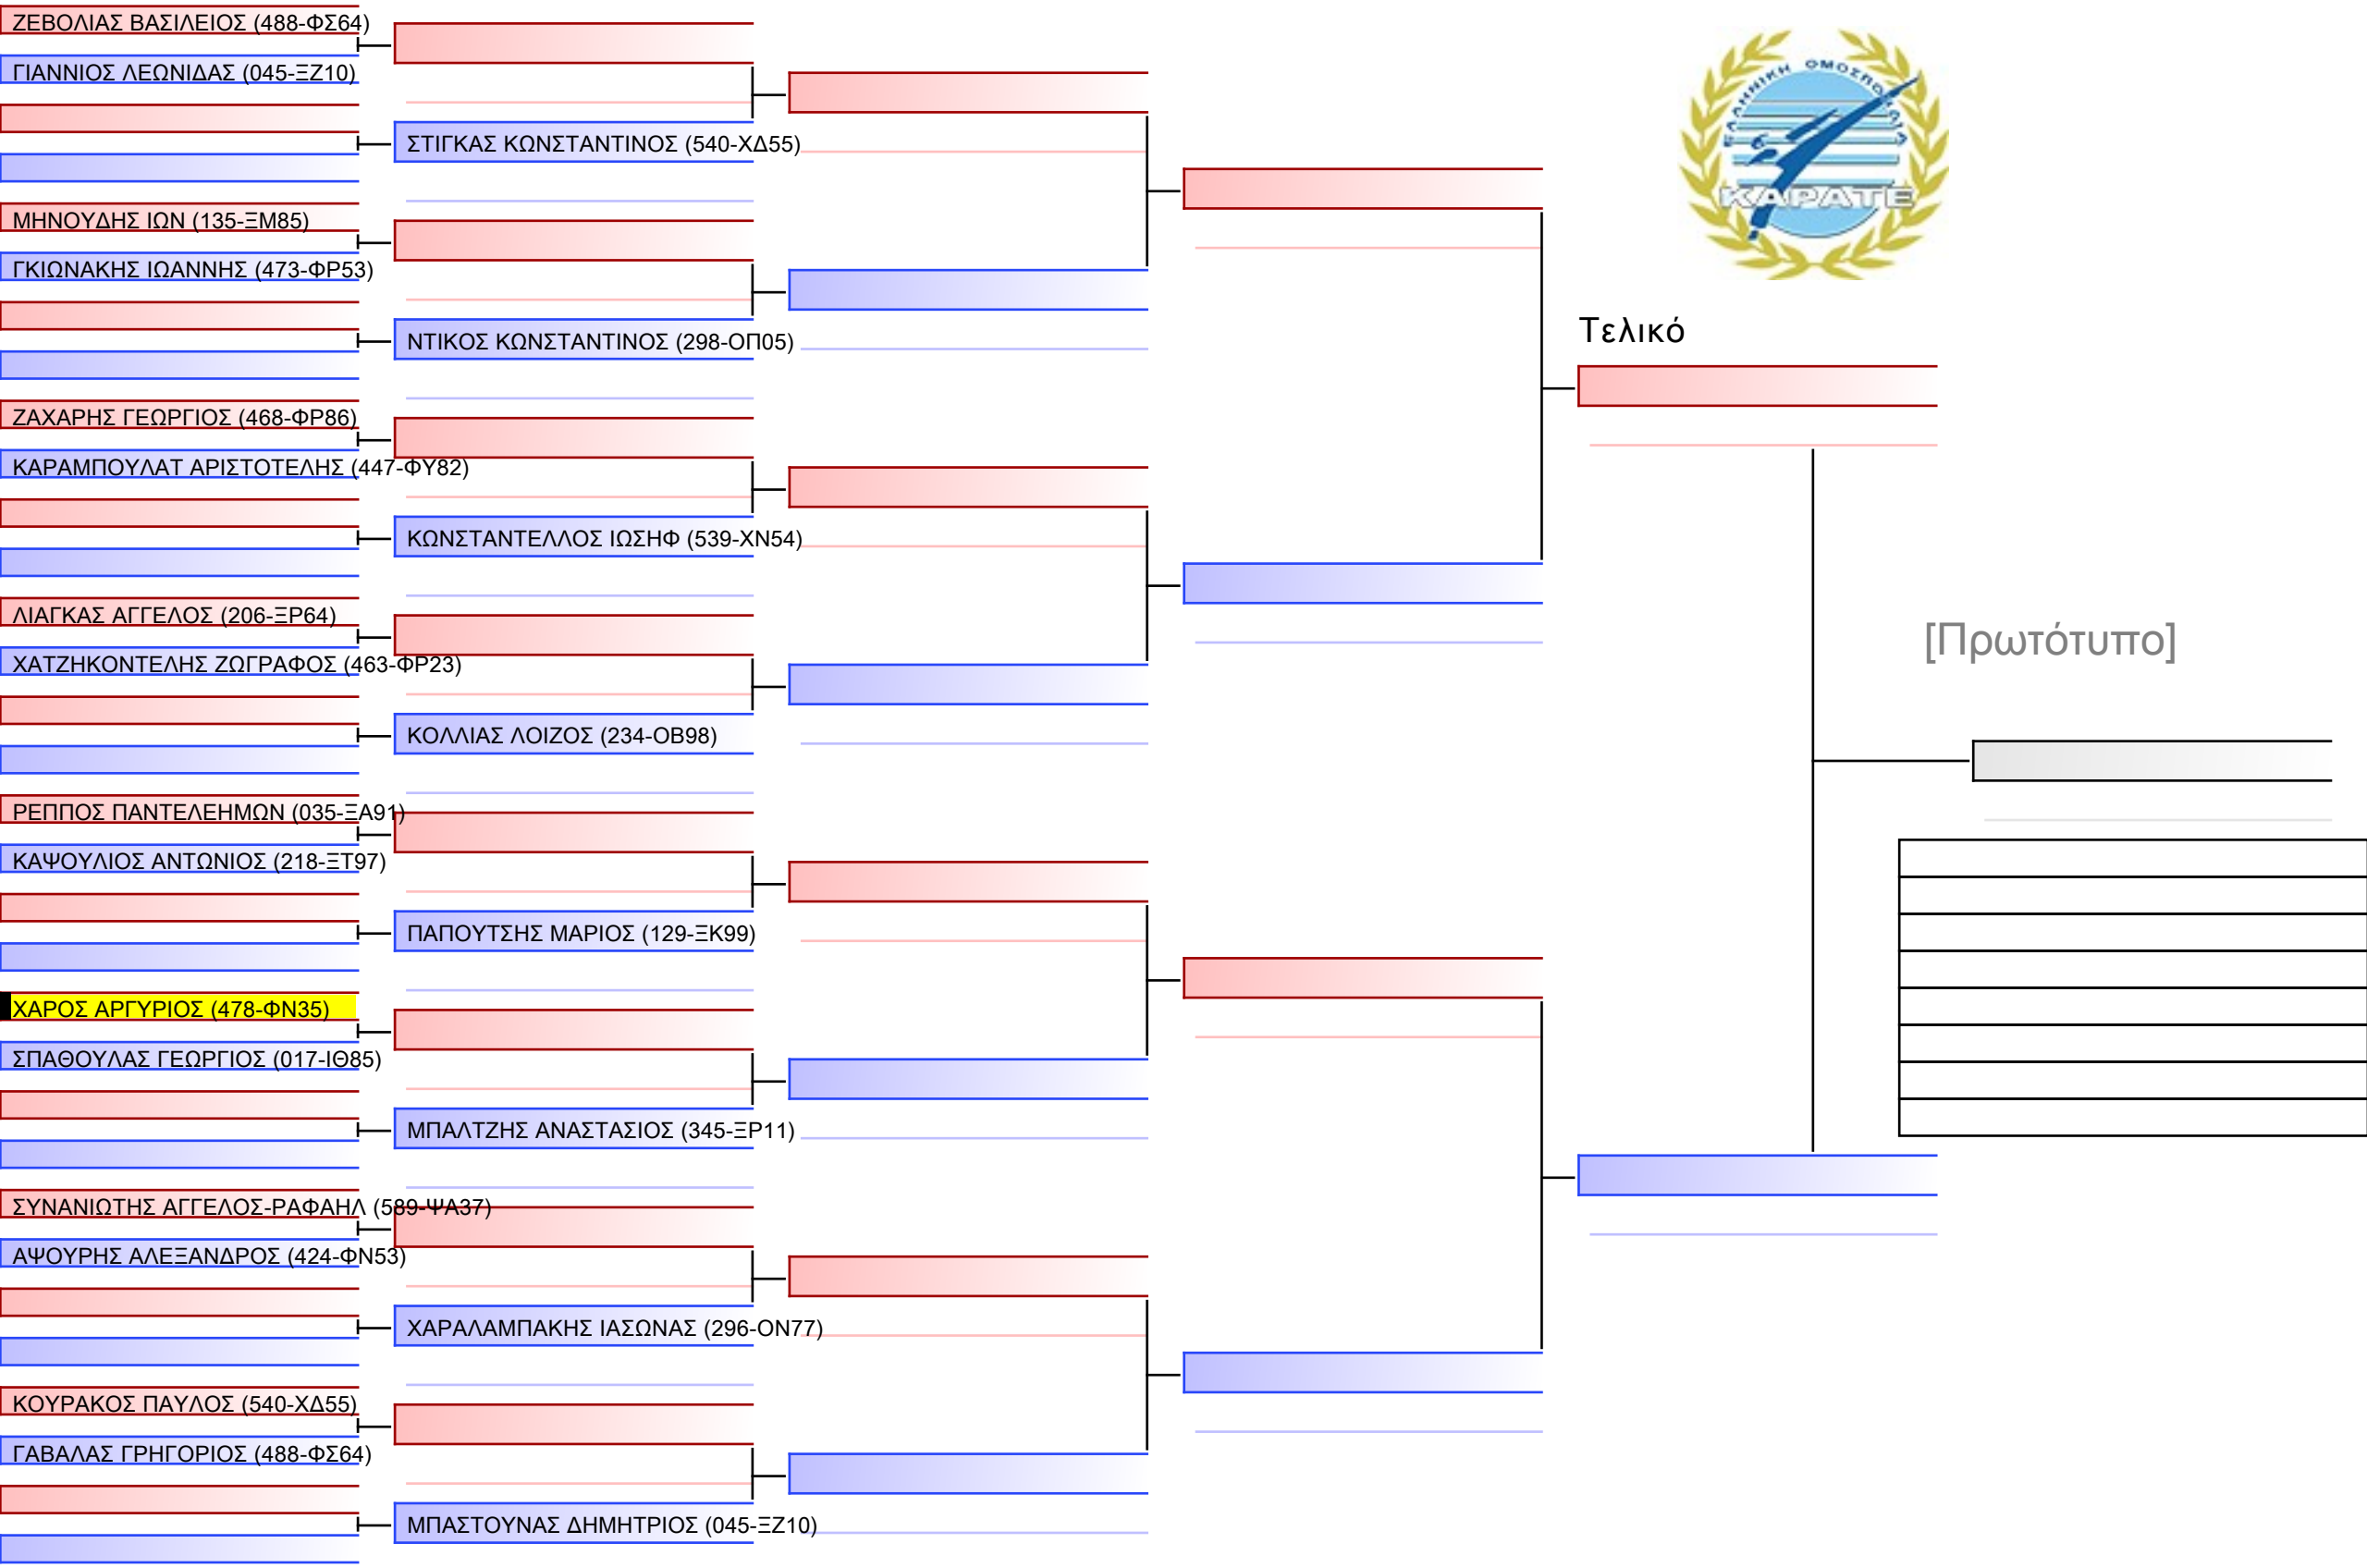 ΖΕΒΟΛΙΑΣ ΒΑΣΙΛΕΙΟΣ (488-ΦΣ64)
ΓΙΑΝΝΙΟΣ ΛΕΩΝΙΔΑΣ (045-ΞΖ10)
ΣΤΙΓΚΑΣ ΚΩΝΣΤΑΝΤΙΝΟΣ (540-ΧΔ55)
ΜΗΝΟΥΔΗΣ ΙΩΝ (135-ΞΜ85)
ΓΚΙΩΝΑΚΗΣ ΙΩΑΝΝΗΣ (473-ΦΡ53)
ΝΤΙΚΟΣ ΚΩΝΣΤΑΝΤΙΝΟΣ (298-ΟΠ05)
ΖΑΧΑΡΗΣ ΓΕΩΡΓΙΟΣ (468-ΦΡ86)
ΚΑΡΑΜΠΟΥΛΑΤ ΑΡΙΣΤΟΤΕΛΗΣ (447-ΦΥ82)
ΚΩΝΣΤΑΝΤΕΛΛΟΣ ΙΩΣΗΦ (539-ΧΝ54)
ΛΙΑΓΚΑΣ ΑΓΓΕΛΟΣ (206-ΞΡ64)
ΧΑΤΖΗΚΟΝΤΕΛΗΣ ΖΩΓΡΑΦΟΣ (463-ΦΡ23)
ΚΟΛΛΙΑΣ ΛΟΙΖΟΣ (234-ΟΒ98)
ΡΕΠΠΟΣ ΠΑΝΤΕΛΕΗΜΩΝ (035-ΞΑ91)
ΚΑΨΟΥΛΙΟΣ ΑΝΤΩΝΙΟΣ (218-ΞΤ97)
ΠΑΠΟΥΤΣΗΣ ΜΑΡΙΟΣ (129-ΞΚ99)
ΧΑΡΟΣ ΑΡΓΥΡΙΟΣ (478-ΦΝ35)
ΣΠΑΘΟΥΛΑΣ ΓΕΩΡΓΙΟΣ (017-ΙΘ85)
ΜΠΑΛΤΖΗΣ ΑΝΑΣΤΑΣΙΟΣ (345-ΞΡ11)
ΣΥΝΑΝΙΩΤΗΣ ΑΓΓΕΛΟΣ-ΡΑΦΑΗΛ (589-ΨΑ37)
ΑΨΟΥΡΗΣ ΑΛΕΞΑΝΔΡΟΣ (424-ΦΝ53)
ΧΑΡΑΛΑΜΠΑΚΗΣ ΙΑΣΩΝΑΣ (296-ΟΝ77)
ΚΟΥΡΑΚΟΣ ΠΑΥΛΟΣ (540-ΧΔ55)
ΓΑΒΑΛΑΣ ΓΡΗΓΟΡΙΟΣ (488-ΦΣ64)
ΜΠΑΣΤΟΥΝΑΣ ΔΗΜΗΤΡΙΟΣ (045-ΞΖ10)
ΕΛΛΗΝΙΚΗ ΟΜΟΣΠΟΝΔΙΑ
ΚΑΡΑΤΕ
Τελικό
[Πρωτότυπο]